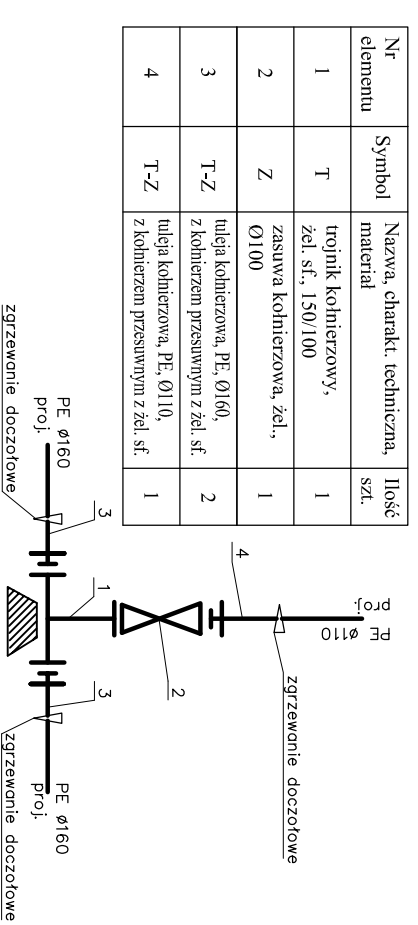 Nr elementu
Symbol
Nazwa, charakt. techniczna,
materiał
Ilość
szt.
1
T
trojnik kołnierzowy,
żel. sf., 150/100
1
2
Z
zasuwa kołnierzowa, żel.,
Ø100
1
3
T-Z
tuleja kołnierzowa, PE, Ø160,
z kołnierzem przesuwnym z żel. sf.
2
4
T-Z
tuleja kołnierzowa, PE, Ø110,
z kołnierzem przesuwnym z żel. sf.
1
proj.
PE ø110
4
zgrzewanie doczołowe
2
1
3
PE ø160
proj.
zgrzewanie doczołowe
3
PE ø160
proj.
zgrzewanie doczołowe